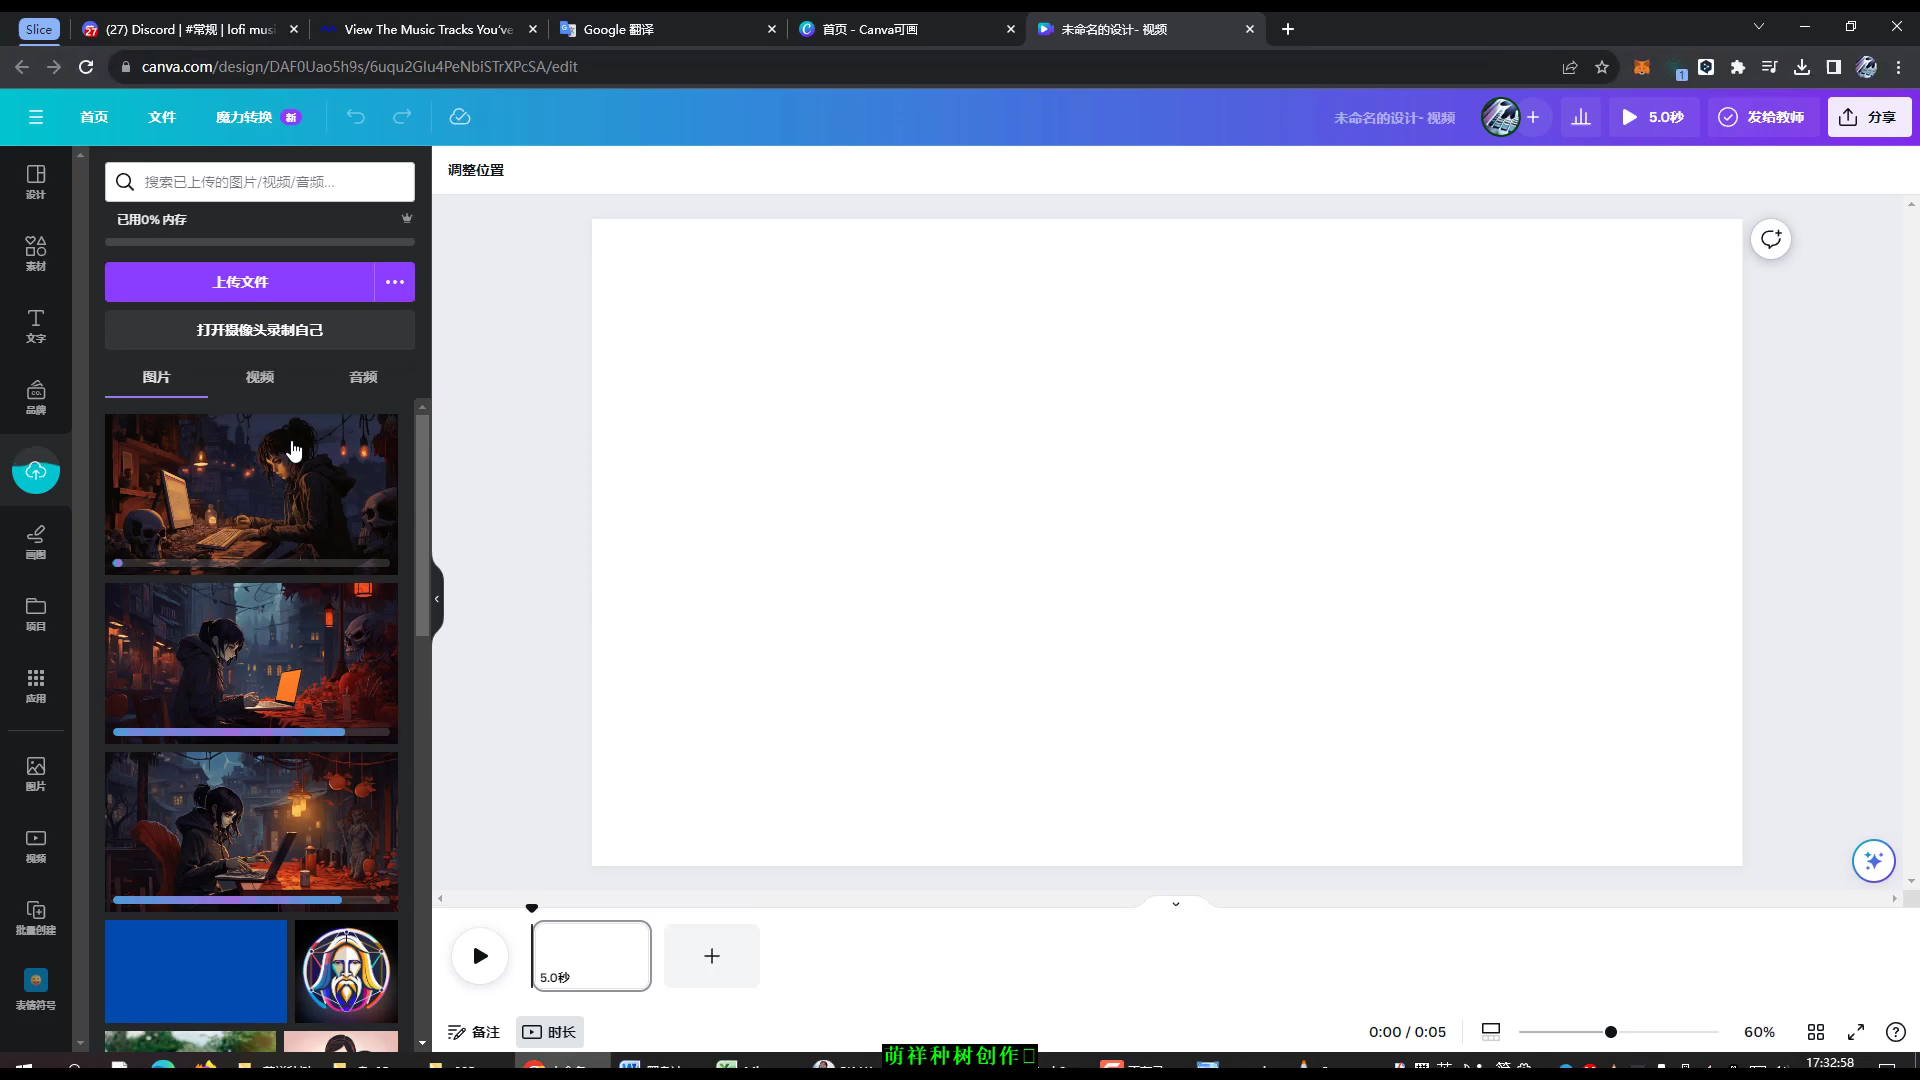 Slice
(27) Discord | #常规 | lofi musi
View The Music Tracks You've
Google 翻译
首页 - Canva可画
未命名的设计- 视频
canva.com/design/DAF0Uao5h9s/6uqu2Glu4PeNbiSTrXPcSA/edit
1
首页
文件
魔力转换
新
未命名的设计- 视频
5.0秒
发给教师
分享
设计
素材
文字
品牌
画图
项目
应用
图片
视频
批量创建
表情符号
搜索已上传的图片/视频/音频...
已用0% 内存
上传文件
打开摄像头录制自己
图片
视频
音频
调整位置
5.0秒
备注
时长
0:00 / 0:05
60%
萌祥种树创作
17:32:58